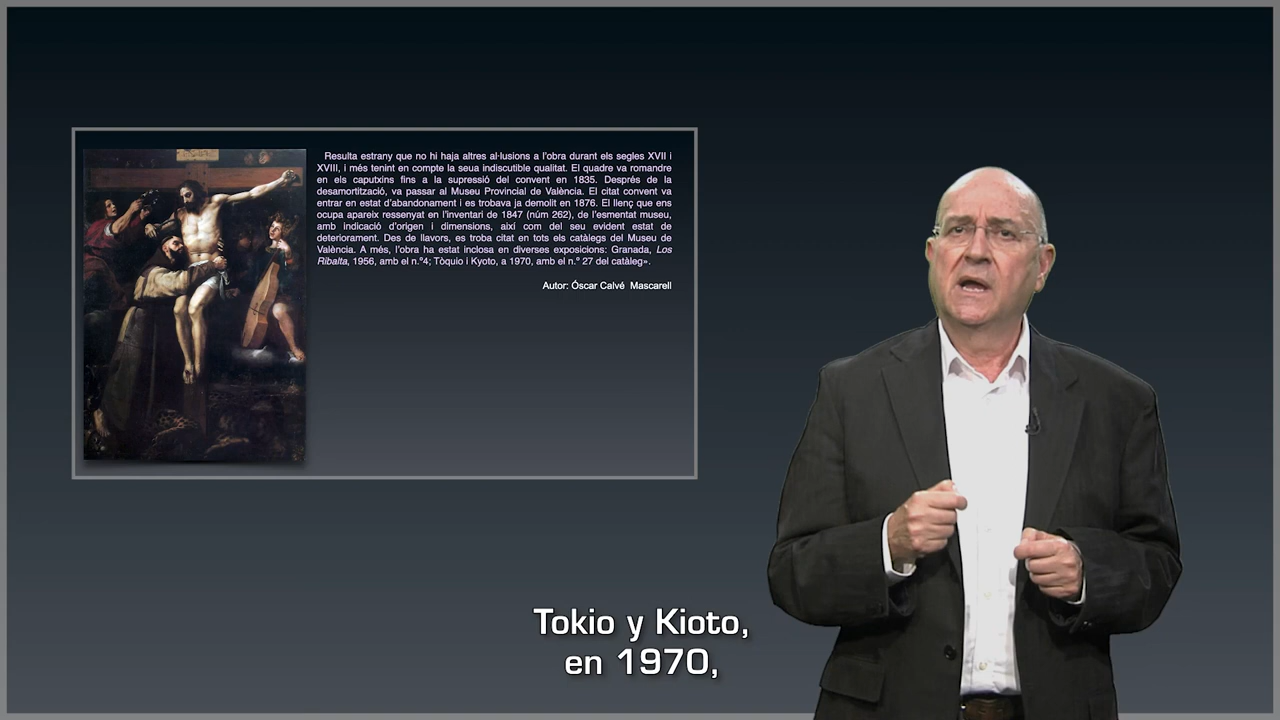 Resulta estrany que no hi haja altres al·lusions a l'obra durant els segles XVII i
XVIII, i més tenint en compte la seua indiscutible qualitat. El quadre va romandre
en els caputxins fins a la supressió del convent en 1835. Després de la
desamortització, va passar al Museu Provincial de València. El citat convent va
entrar en estat d'abandonament i es trobava ja demolit en 1876. El llenç que ens
ocupa apareix ressenyat en l'inventari de 1847 (núm 262), de l'esmentat museu,
amb indicació d'origen i dimensions, així com del seu evident estat de
deteriorament. Des de llavors, es troba citat en tots els catàlegs del Museu de
València. A més, l'obra ha estat inclosa en diverses exposicions: Granada, Los
Ribalta, 1956, amb el n.º4; Tòquio i Kyoto, a 1970, amb el n.º 27 del catàleg».
Autor: Óscar Calvé Mascarell
Tokio y Kioto,
en 1970,